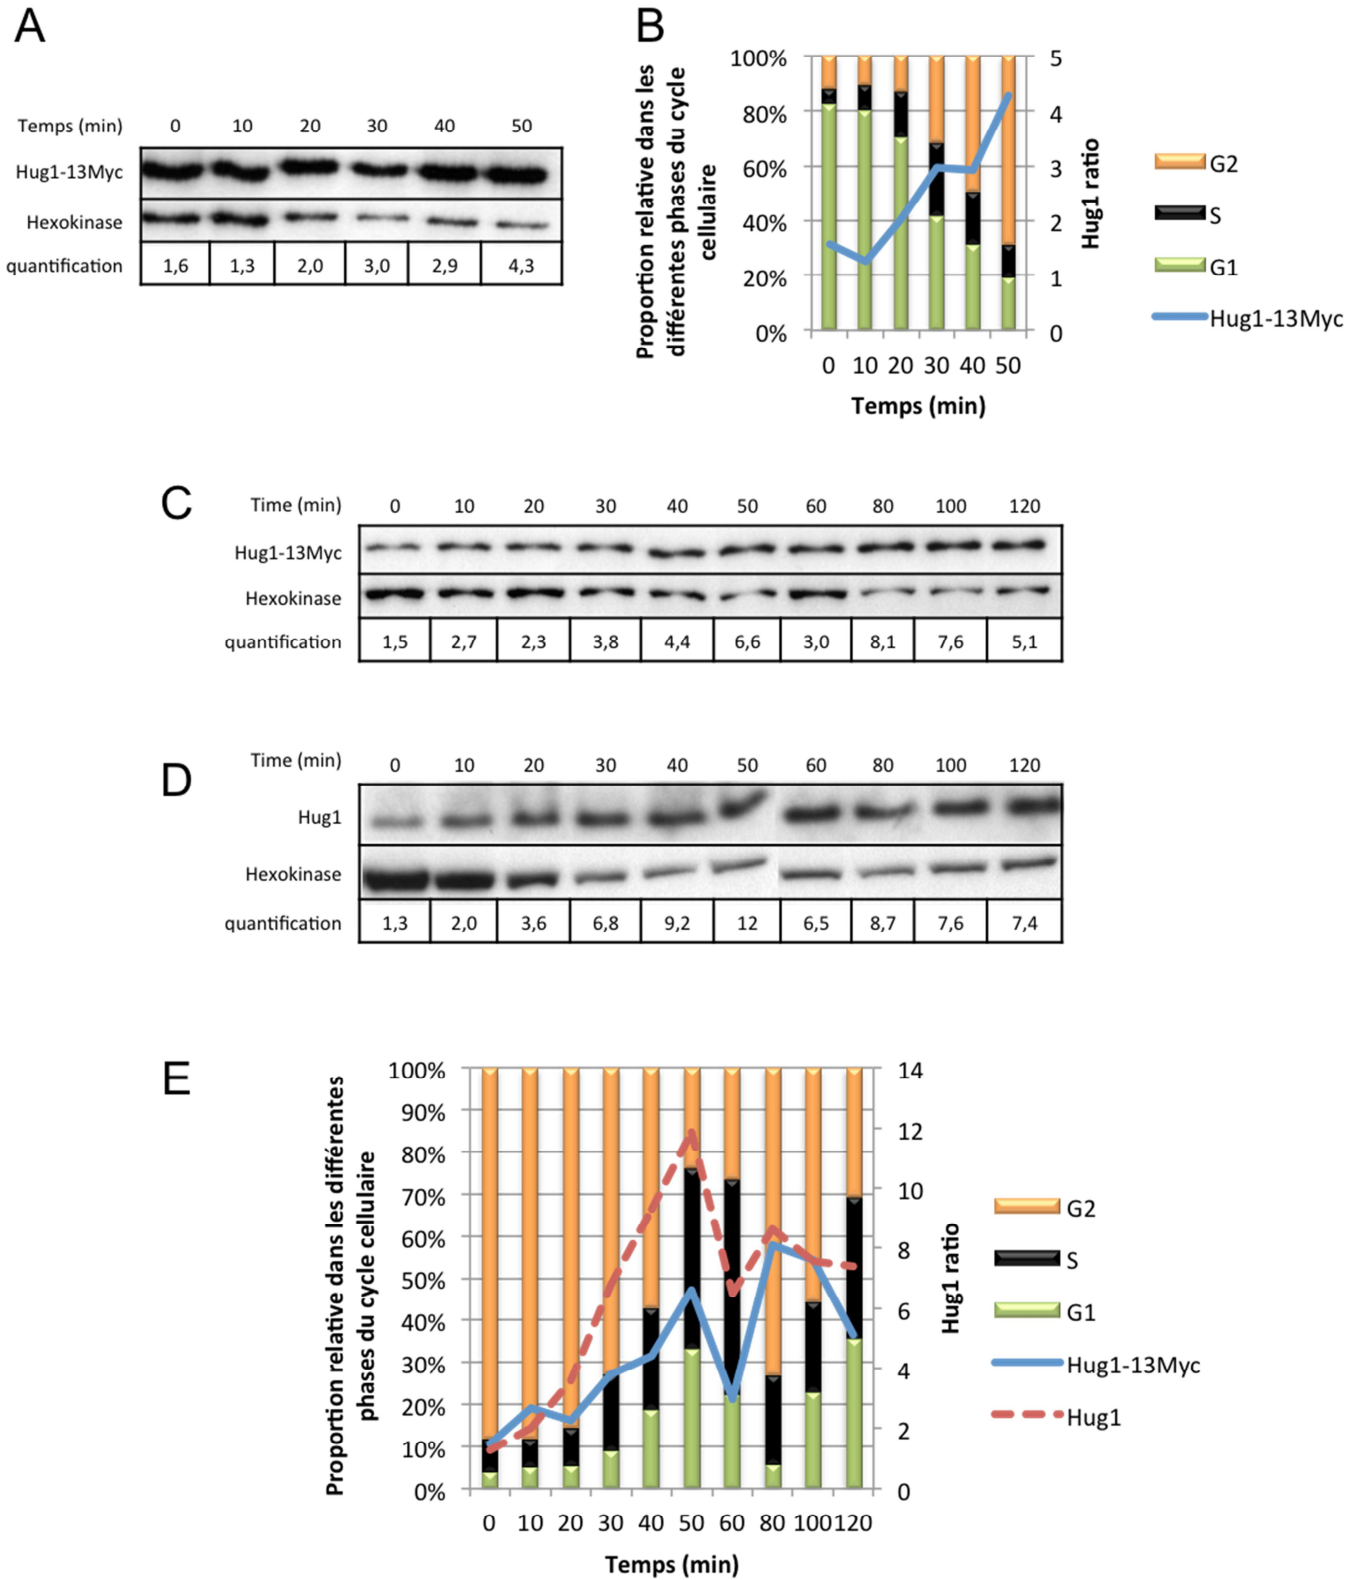 A
Temps (min) 0 10 20 30 40 50
Hug1-13Myc
Hexokinase
quantification 1,6 1,3 2,0 3,0 2,9 4,3
B
Proportion relative dans les
différentes phases du cycle
cellulaire
100%
80%
60%
40%
20%
0%
5
4
3
2
1
0
Hug1 ratio
0 10 20 30 40 50
Temps (min)
G2
S
G1
Hug1-13Myc
C
Time (min) 0 10 20 30 40 50 60 80 100 120
Hug1-13Myc
Hexokinase
quantification 1,5 2,7 2,3 3,8 4,4 6,6 3,0 8,1 7,6 5,1
D
Time (min) 0 10 20 30 40 50 60 80 100 120
Hug1
Hexokinase
quantification 1,3 2,0 3,6 6,8 9,2 12 6,5 8,7 7,6 7,4
E
Proportion relative dans les différentes
phases du cycle cellulaire
100%
90%
80%
70%
60%
50%
40%
30%
20%
10%
0%
14
12
10
8
6
4
2
0
Hug1 ratio
0 10 20 30 40 50 60 80 100 120
Temps (min)
G2
S
G1
Hug1-13Myc
Hug1